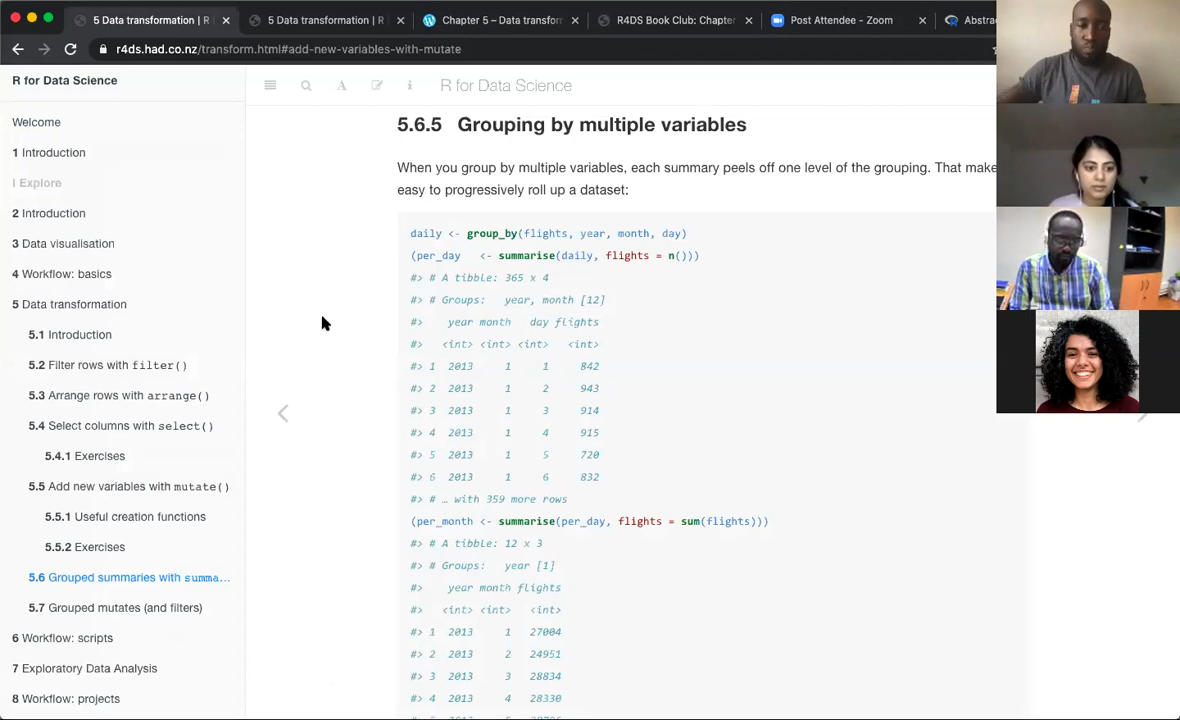 5 Data transformation | R
5 Data transformation | R
Chapter 5 – Data transfor
R4DS Book Club: Chapter
Post Attendee - Zoom
Abstrac
r4ds.had.co.nz/transform.html#add-new-variables-with-mutate
R for Data Science
Welcome
1 Introduction
I Explore
2 Introduction
3 Data visualisation
4 Workflow: basics
5 Data transformation
5.1 Introduction
5.2 Filter rows with filter()
5.3 Arrange rows with arrange()
5.4 Select columns with select()
5.4.1 Exercises
5.5 Add new variables with mutate()
5.5.1 Useful creation functions
5.5.2 Exercises
5.6 Grouped summaries with summa...
5.7 Grouped mutates (and filters)
6 Workflow: scripts
7 Exploratory Data Analysis
8 Workflow: projects
A
i
R for Data Science
5.6.5 Grouping by multiple variables
When you group by multiple variables, each summary peels off one level of the grouping. That make
easy to progressively roll up a dataset:
daily <- group_by(flights, year, month, day)
(per_day <- summarise(daily, flights = n()))
#> # A tibble: 365 x 4
#> # Groups: year, month [12]
#> year month day flights
#> <int> <int> <int> <int>
#> 1 2013 1 1 842
#> 2 2013 1 2 943
#> 3 2013 1 3 914
#> 4 2013 1 4 915
#> 5 2013 1 5 720
#> 6 2013 1 6 832
#> # … with 359 more rows
(per_month <- summarise(per_day, flights = sum(flights)))
#> # A tibble: 12 x 3
#> # Groups: year [1]
#> year month flights
#> <int> <int> <int>
#> 1 2013 1 27004
#> 2 2013 2 24951
#> 3 2013 3 28834
#> 4 2013 4 28330